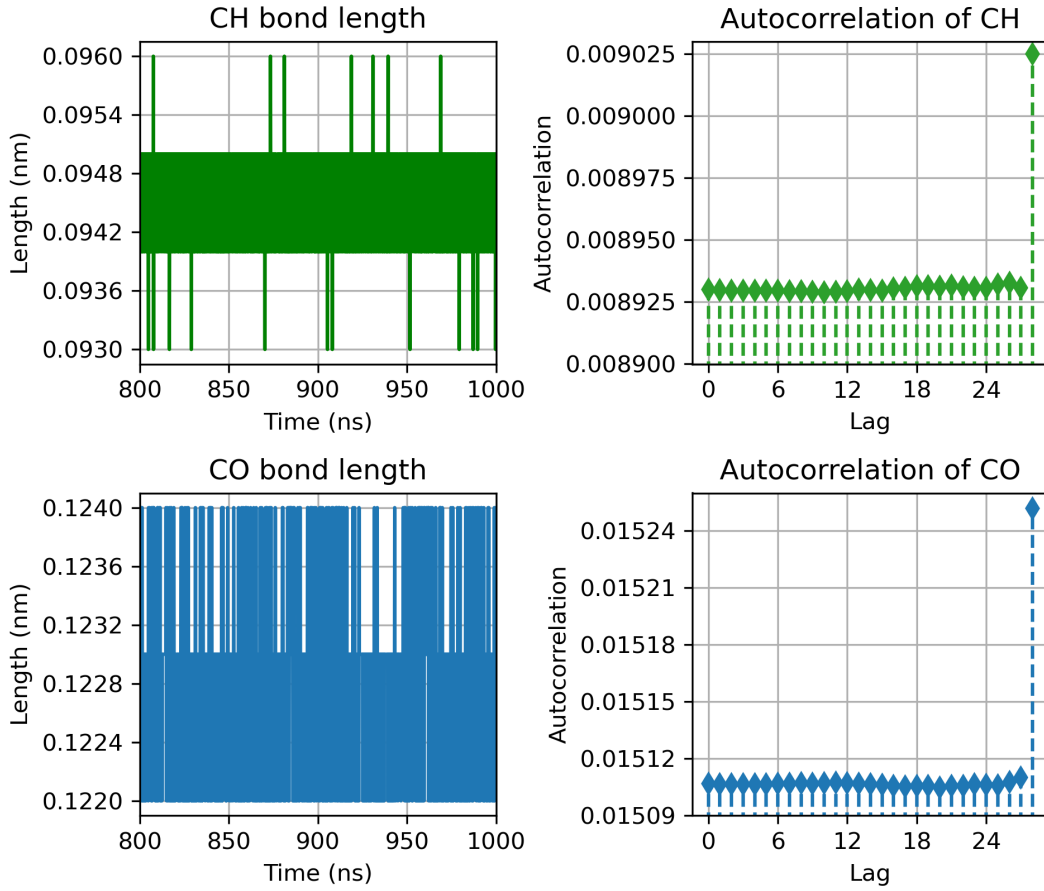 CH bond length
0.0960
0.0954
0.0948
0.0942
0.0936
0.0930
Length (nm)
800 850 900 950 1000
Time (ns)
Autocorrelation of CH
0.009025
0.009000
0.008975
0.008950
0.008925
0.008900
Autocorrelation
0 6 12 18 24
Lag
CO bond length
0.1240
0.1236
0.1232
0.1228
0.1224
0.1220
Length (nm)
800 850 900 950 1000
Time (ns)
Autocorrelation of CO
0.01524
0.01521
0.01518
0.01515
0.01512
0.01509
Autocorrelation
0 6 12 18 24
Lag